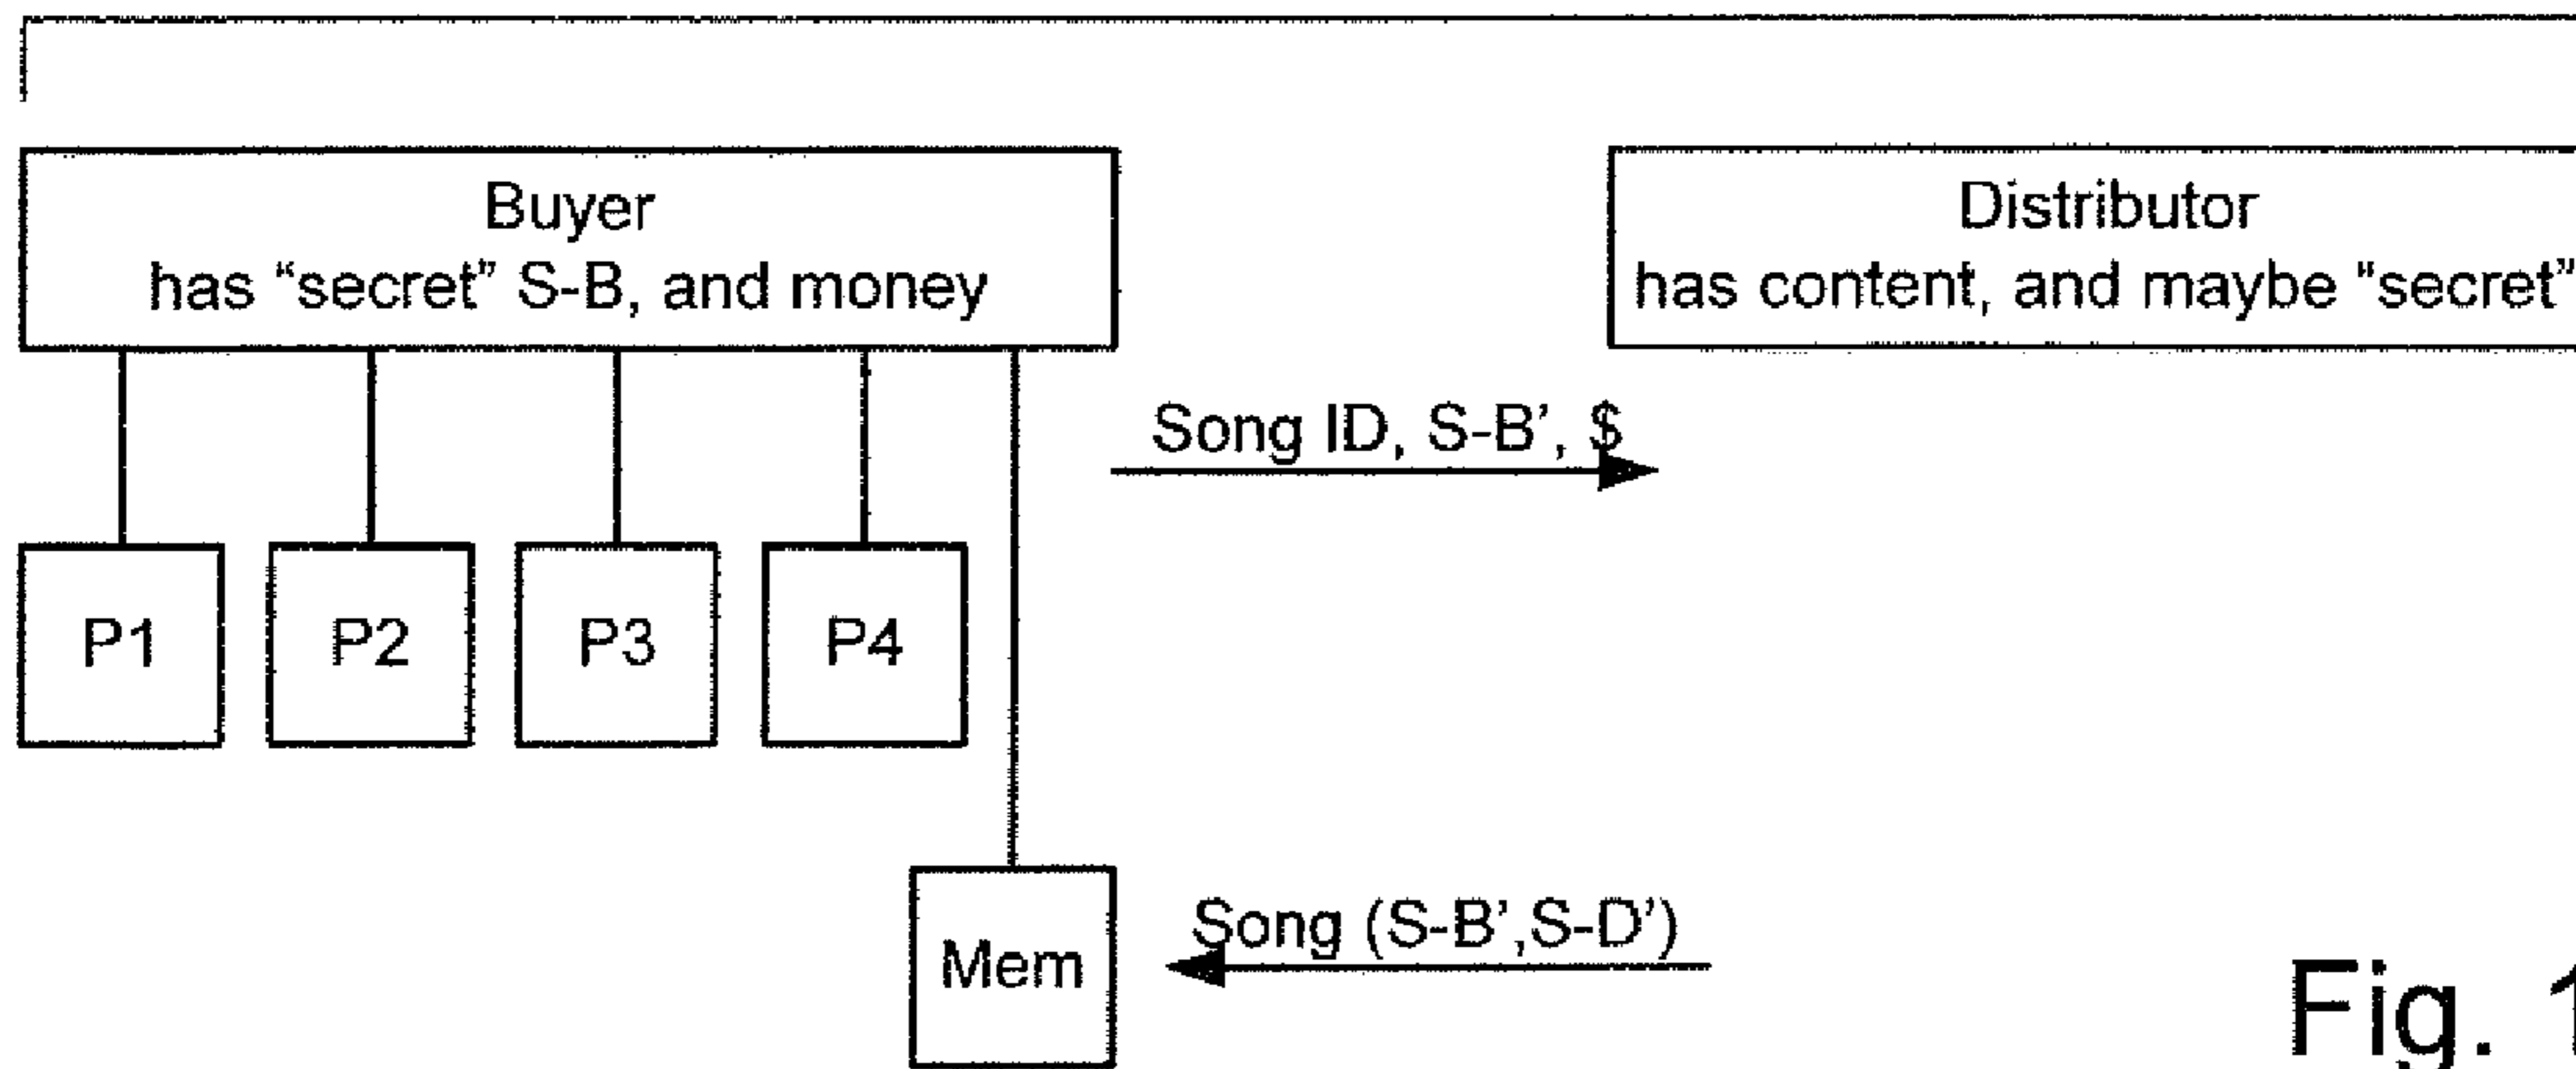 Buyer
has “secret” S-B, and money
Distributor
has content, and maybe “secret”
Song ID, S-B’, $
P1
P2
P3
P4
Song (S-B’,S-D’)
Mem
Fig. 1